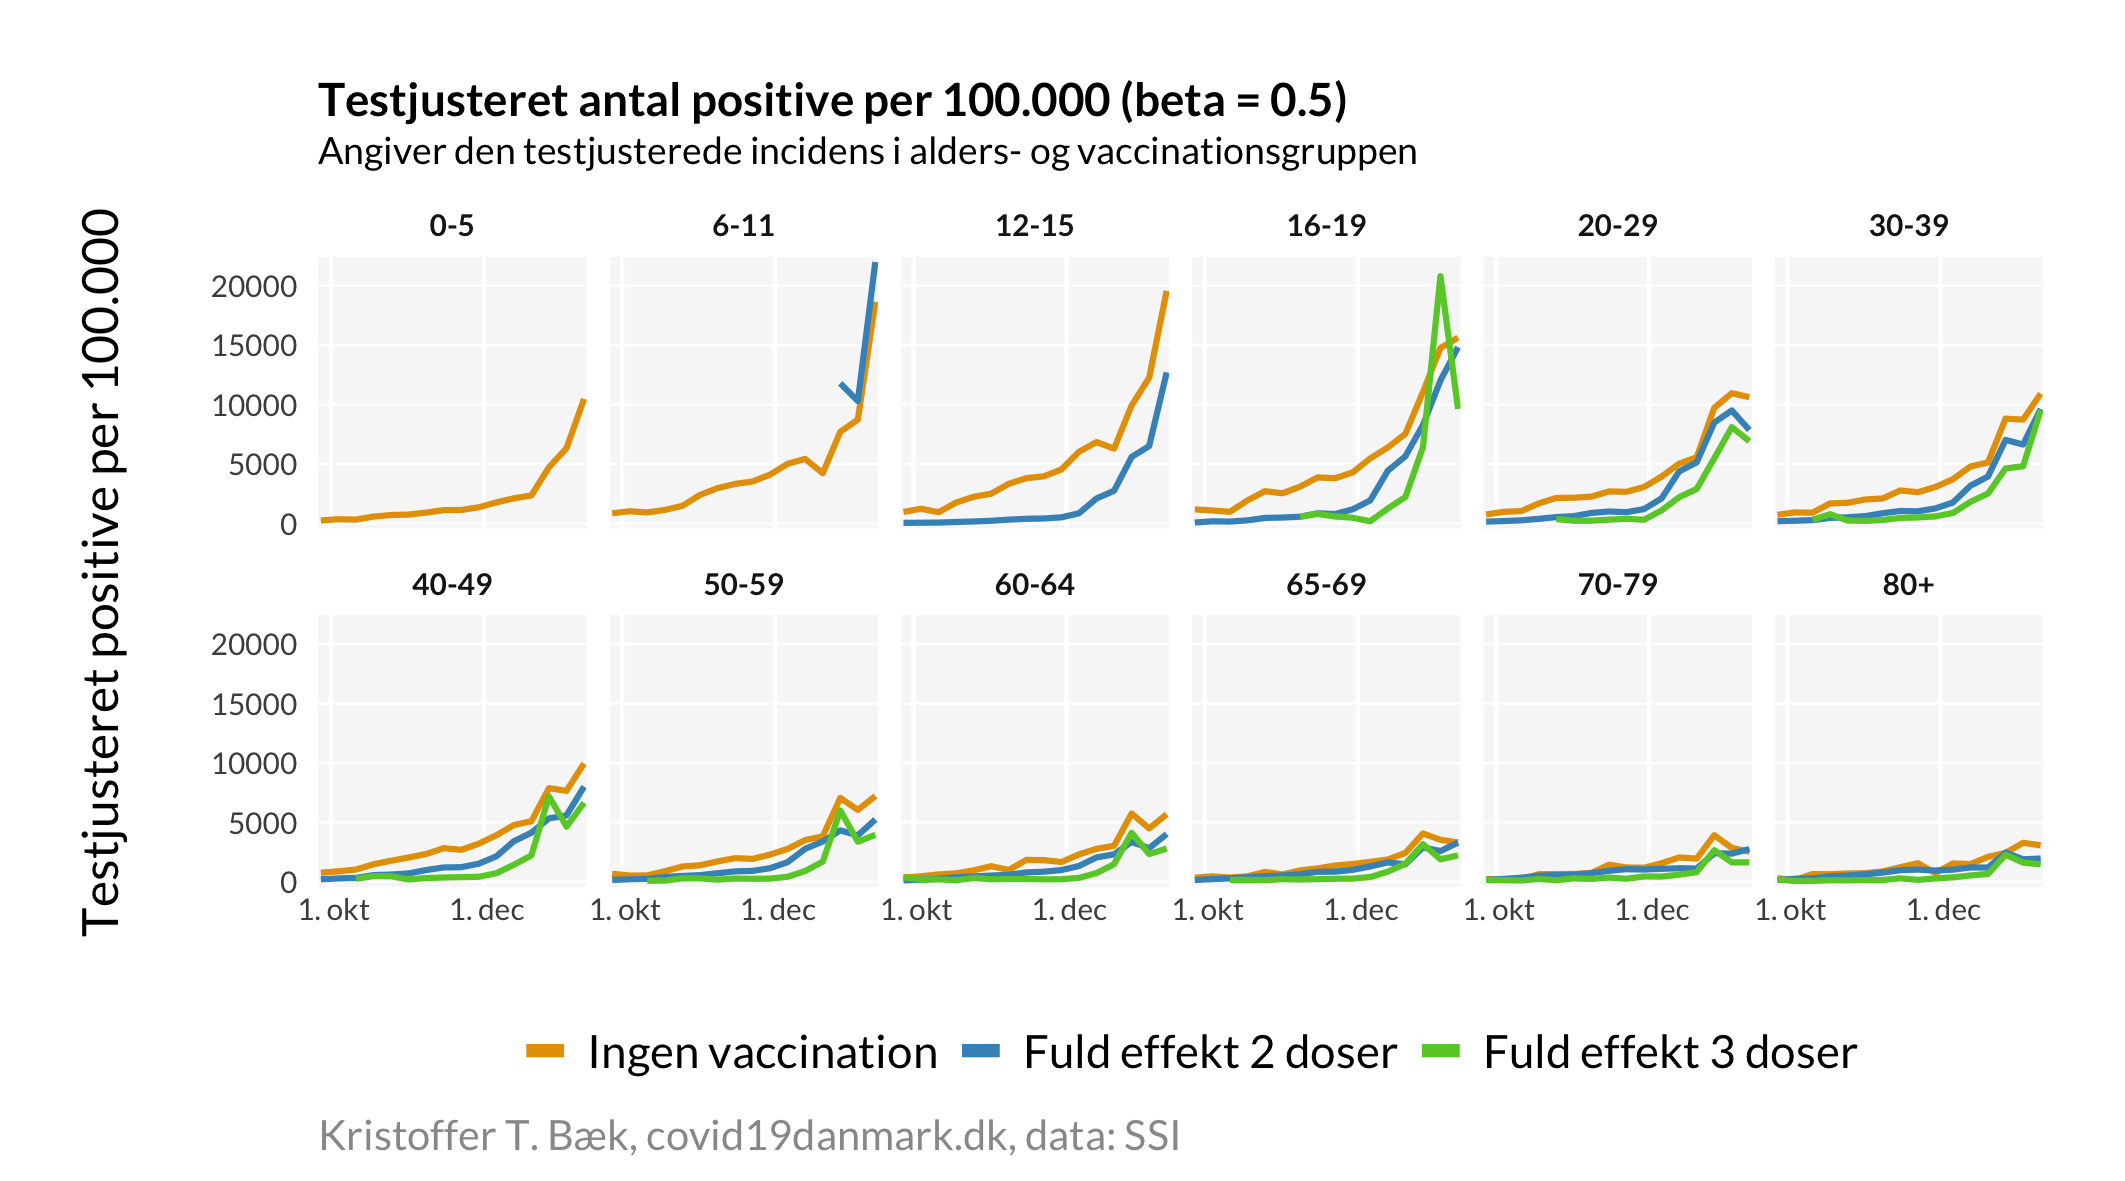 Testjusteret antal positive per 100.000 (beta = 0.5)
Angiver den testjusterede incidens i alders- og vaccinationsgruppen
Testjusteret positive per 100.000
0-5 6-11 12-15 16-19 20-29 30-39
20000
15000
10000
5000
0
40-49 50-59 60-64 65-69 70-79 80+
20000
15000
10000
5000
0
1. okt 1. dec 1. okt 1. dec 1. okt 1. dec 1. okt 1. dec 1. okt 1. dec 1. okt 1. dec
Ingen vaccination Fuld effekt 2 doser Fuld effekt 3 doser
Kristoffer T. Bæk, covid19danmark.dk, data: SSI